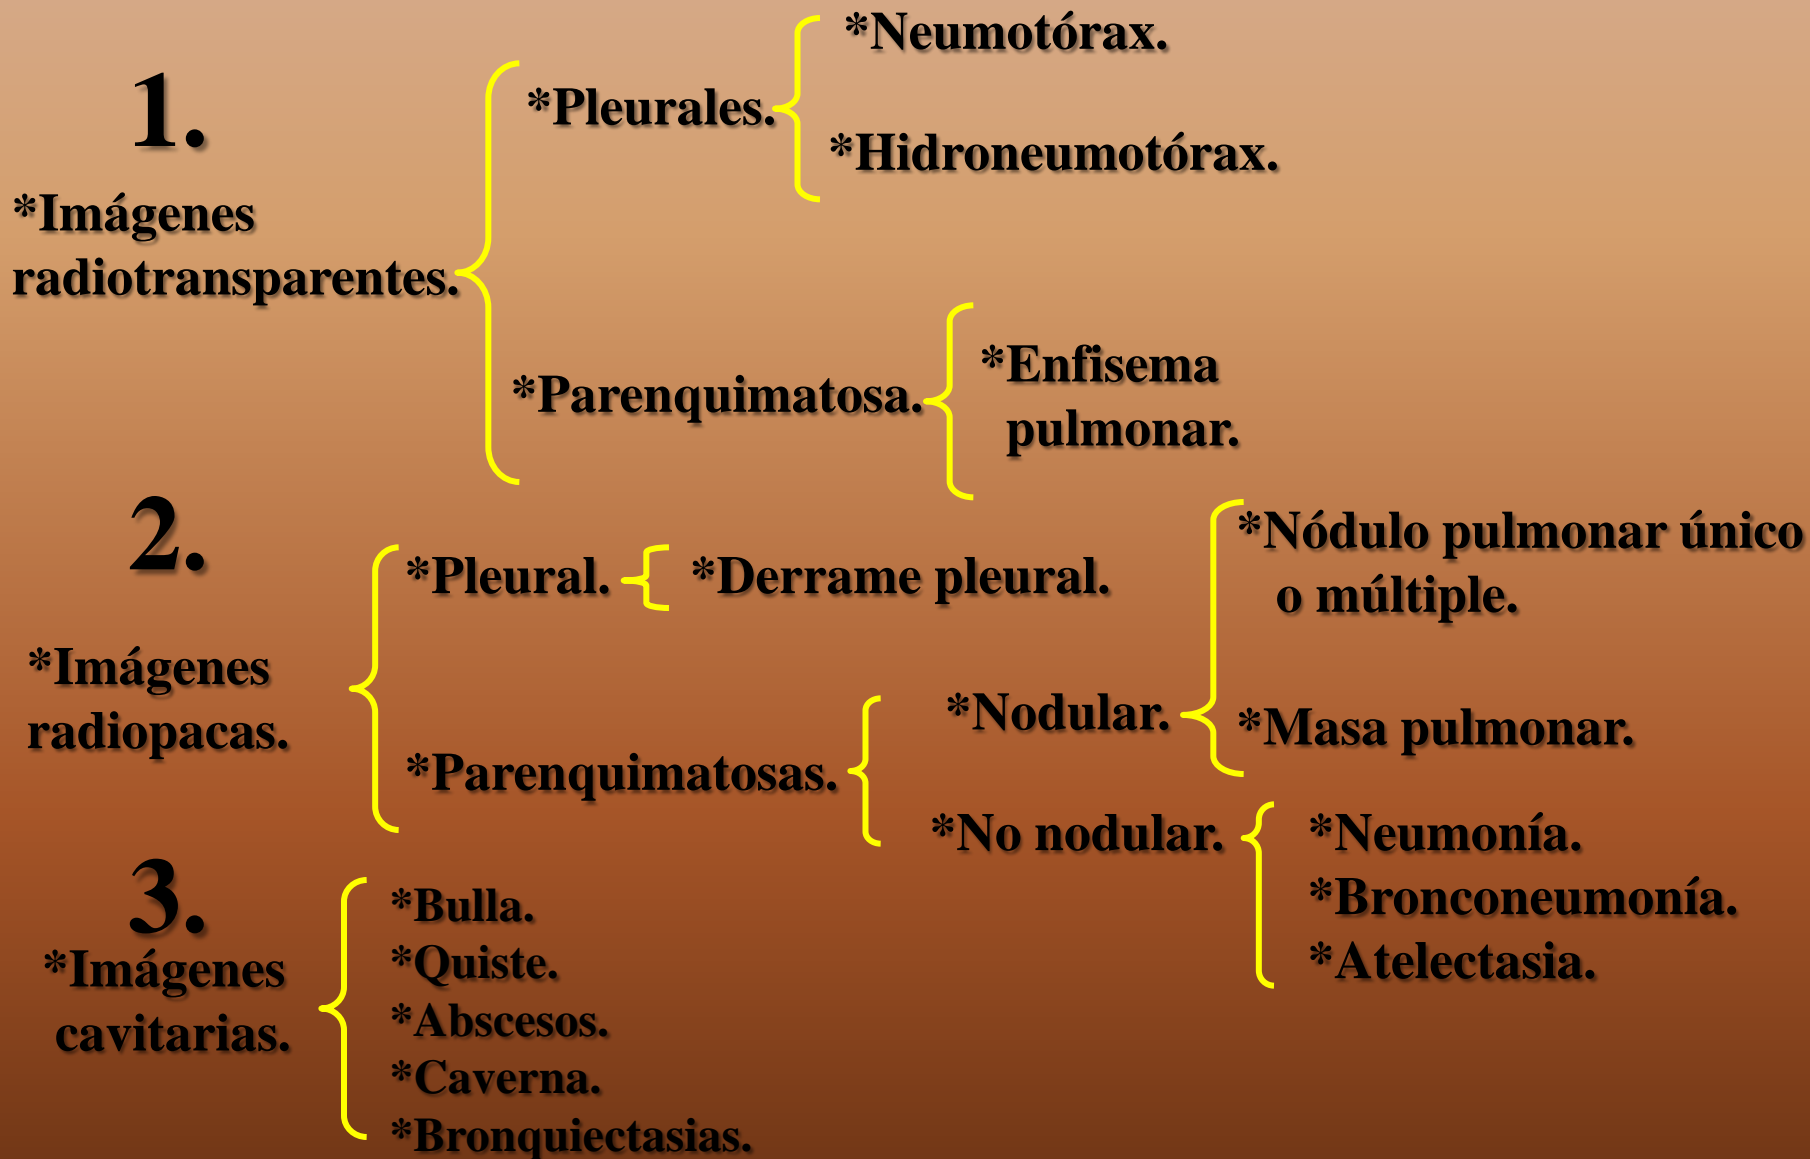 1.
*Imágenes
radiotransparentes.
*Pleurales.
*Neumotórax.
*Hidroneumotórax.
*Parenquimatosa.
*Enfisema
pulmonar.
2.
*Imágenes
radiopacas.
*Pleural.
*Derrame pleural.
*Parenquimatosas.
*Nodular.
*Nódulo pulmonar único
o múltiple.
*Masa pulmonar.
*No nodular.
*Neumonía.
*Bronconeumonía.
*Atelectasia.
3.
*Imágenes
cavitarias.
*Bulla.
*Quiste.
*Abscesos.
*Caverna.
*Bronquiectasias.